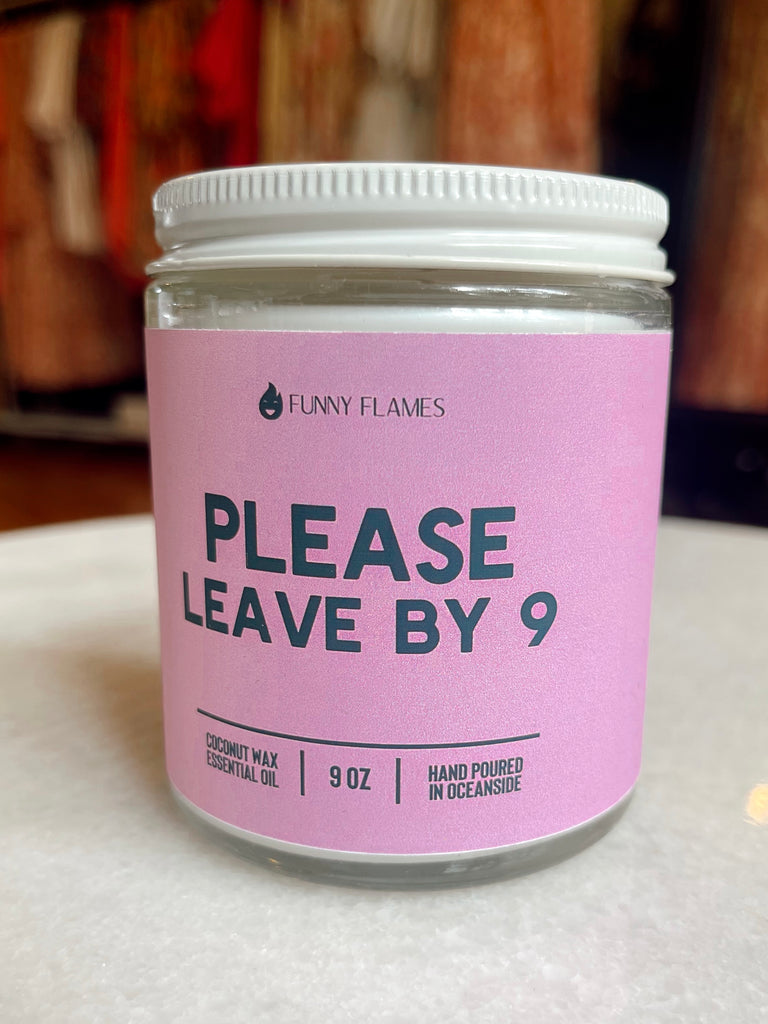 FUNNY FLAMES
PLEASE
LEAVE BY 9
COCONUT WAX
ESSENTIAL OIL
9 OZ
HAND POURED
IN OCEANSIDE